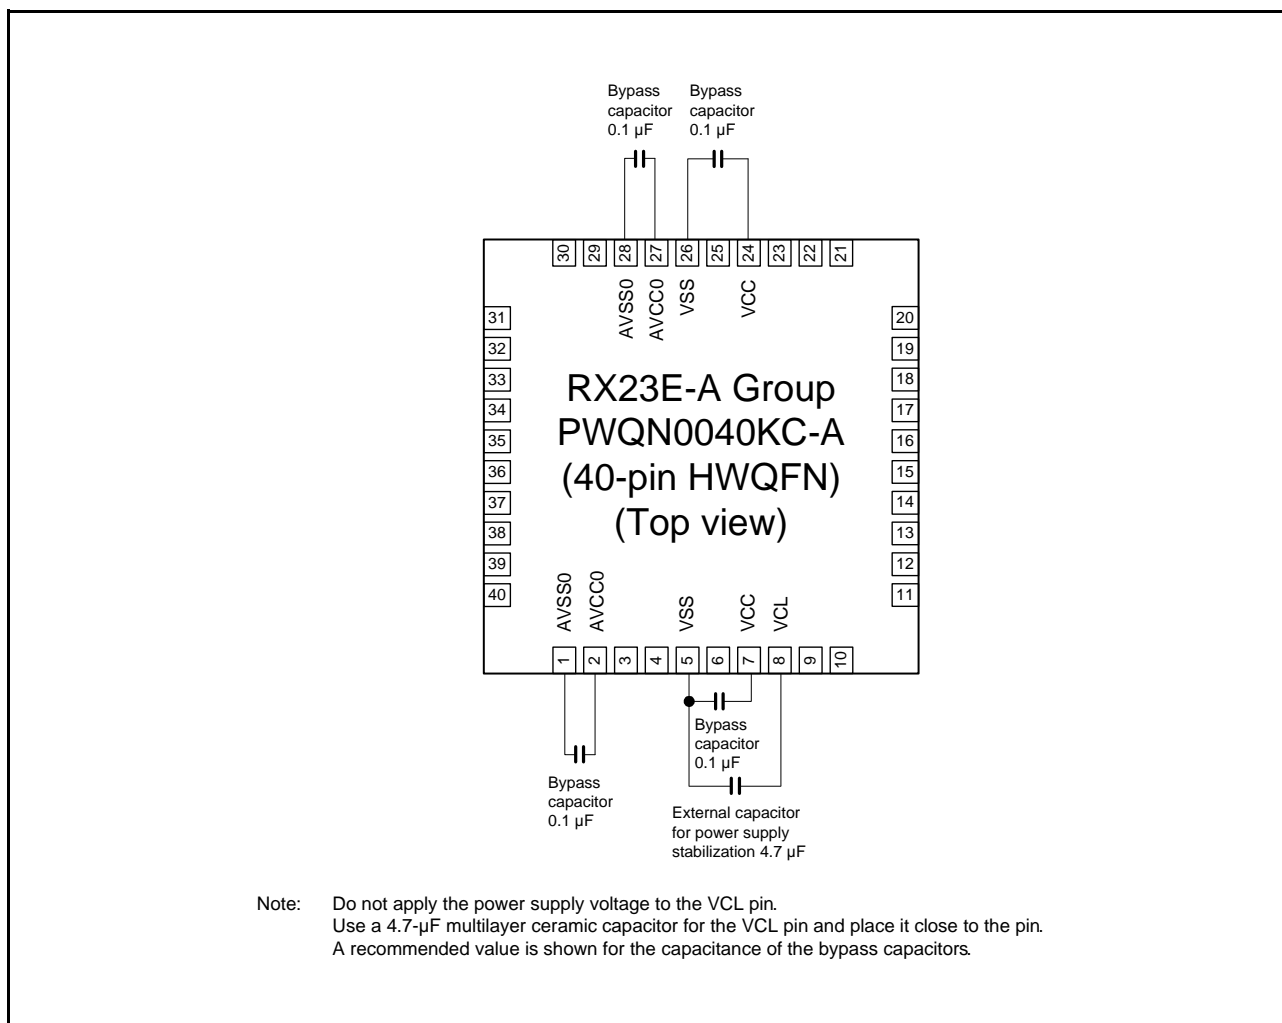 Bypass
capacitor
0.1 µF
Bypass
capacitor
0.1 µF
30
29
28
27
26
25
24
23
22
21
AVSS0
AVCC0
VSS
VCC
31
32
33
34
35
36
37
38
39
40
20
19
18
17
16
15
14
13
12
11
RX23E-A Group
PWQN0040KC-A
(40-pin HWQFN)
(Top view)
AVSS0
AVCC0
VSS
VCC
VCL
1
2
3
4
5
6
7
8
9
10
Bypass
capacitor
0.1 µF
Bypass
capacitor
0.1 µF
External capacitor
for power supply
stabilization 4.7 µF
Note: Do not apply the power supply voltage to the VCL pin.
Use a 4.7-µF multilayer ceramic capacitor for the VCL pin and place it close to the pin.
A recommended value is shown for the capacitance of the bypass capacitors.